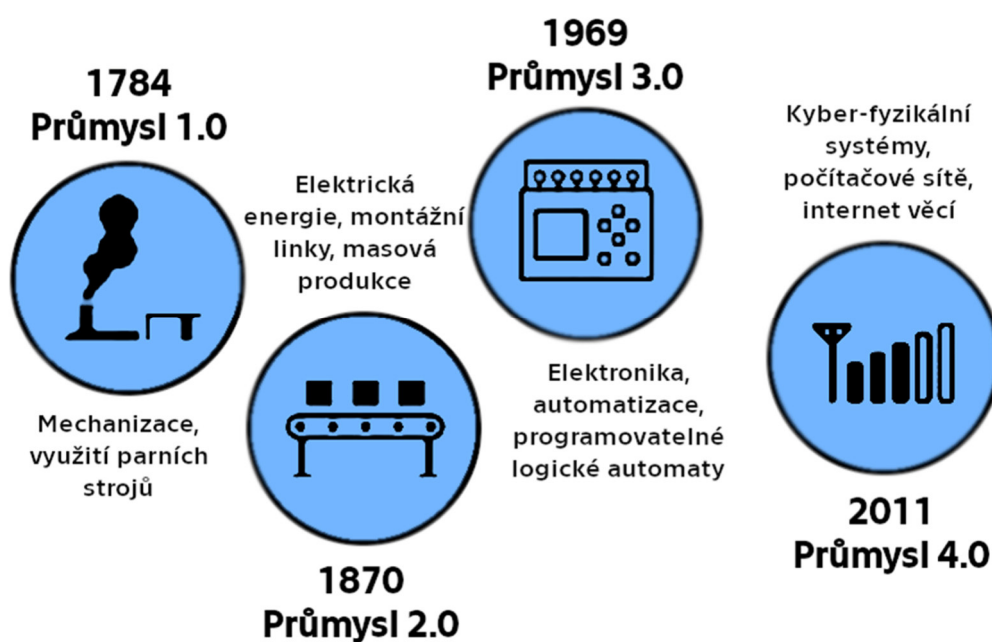 1784
Průmysl 1.0
Mechanizace,
využití parních
strojů
Elektrická
energie, montážní
linky, masová
produkce
1870
Průmysl 2.0
1969
Průmysl 3.0
Elektronika,
automatizace,
programovatelné
logické automaty
Kyber-fyzikální
systémy,
počítačové sítě,
internet věcí
2011
Průmysl 4.0